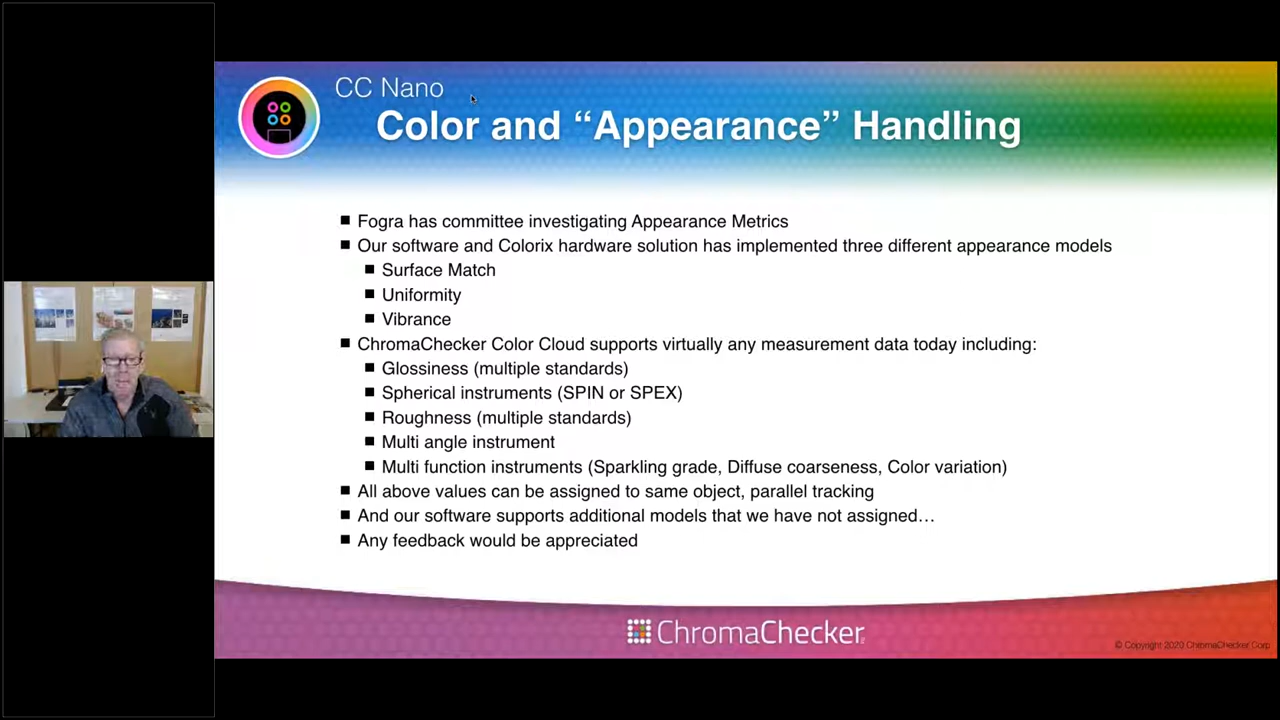 CC Nano
Color and “Appearance” Handling
Fogra has committee investigating Appearance Metrics
Our software and Colorix hardware solution has implemented three different appearance models
Surface Match
Uniformity
Vibrance
ChromaChecker Color Cloud supports virtually any measurement data today including:
Glossiness (multiple standards)
Spherical instruments (SPIN or SPEX)
Roughness (multiple standards)
Multi angle instrument
Multi function instruments (Sparkling grade, Diffuse coarseness, Color variation)
All above values can be assigned to same object, parallel tracking
And our software supports additional models that we have not assigned…
Any feedback would be appreciated
ChromaChecker
© Copyright 2020 ChromaChecker Corp